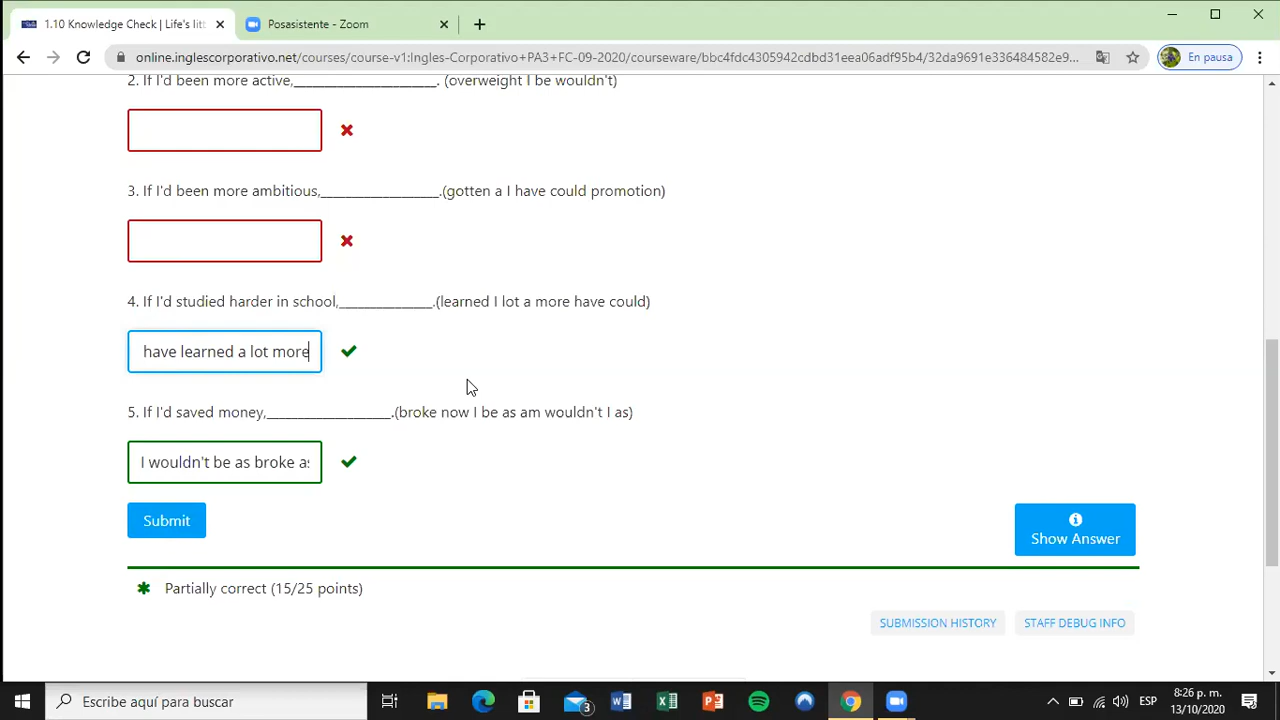 1.10 Knowledge Check | Life's litt
Posasistente - Zoom
online.inglescorporativo.net/courses/course-v1:Ingles-Corporativo+PA3+FC-09-2020/courseware/bbc4fdc4305942cdbd31eea06adf95b4/32da9691e336484582e9...
En pausa
2. If I'd been more active,______________________. (overweight I be wouldn't)
3. If I'd been more ambitious,__________________.(gotten a I have could promotion)
4. If I'd studied harder in school,______________.(learned I lot a more have could)
have learned a lot more
5. If I'd saved money,___________________.(broke now I be as am wouldn't I as)
I wouldn't be as broke as
Submit
Show Answer
Partially correct (15/25 points)
SUBMISSION HISTORY
STAFF DEBUG INFO
Escribe aquí para buscar
3
ESP
8:26 p. m.
13/10/2020